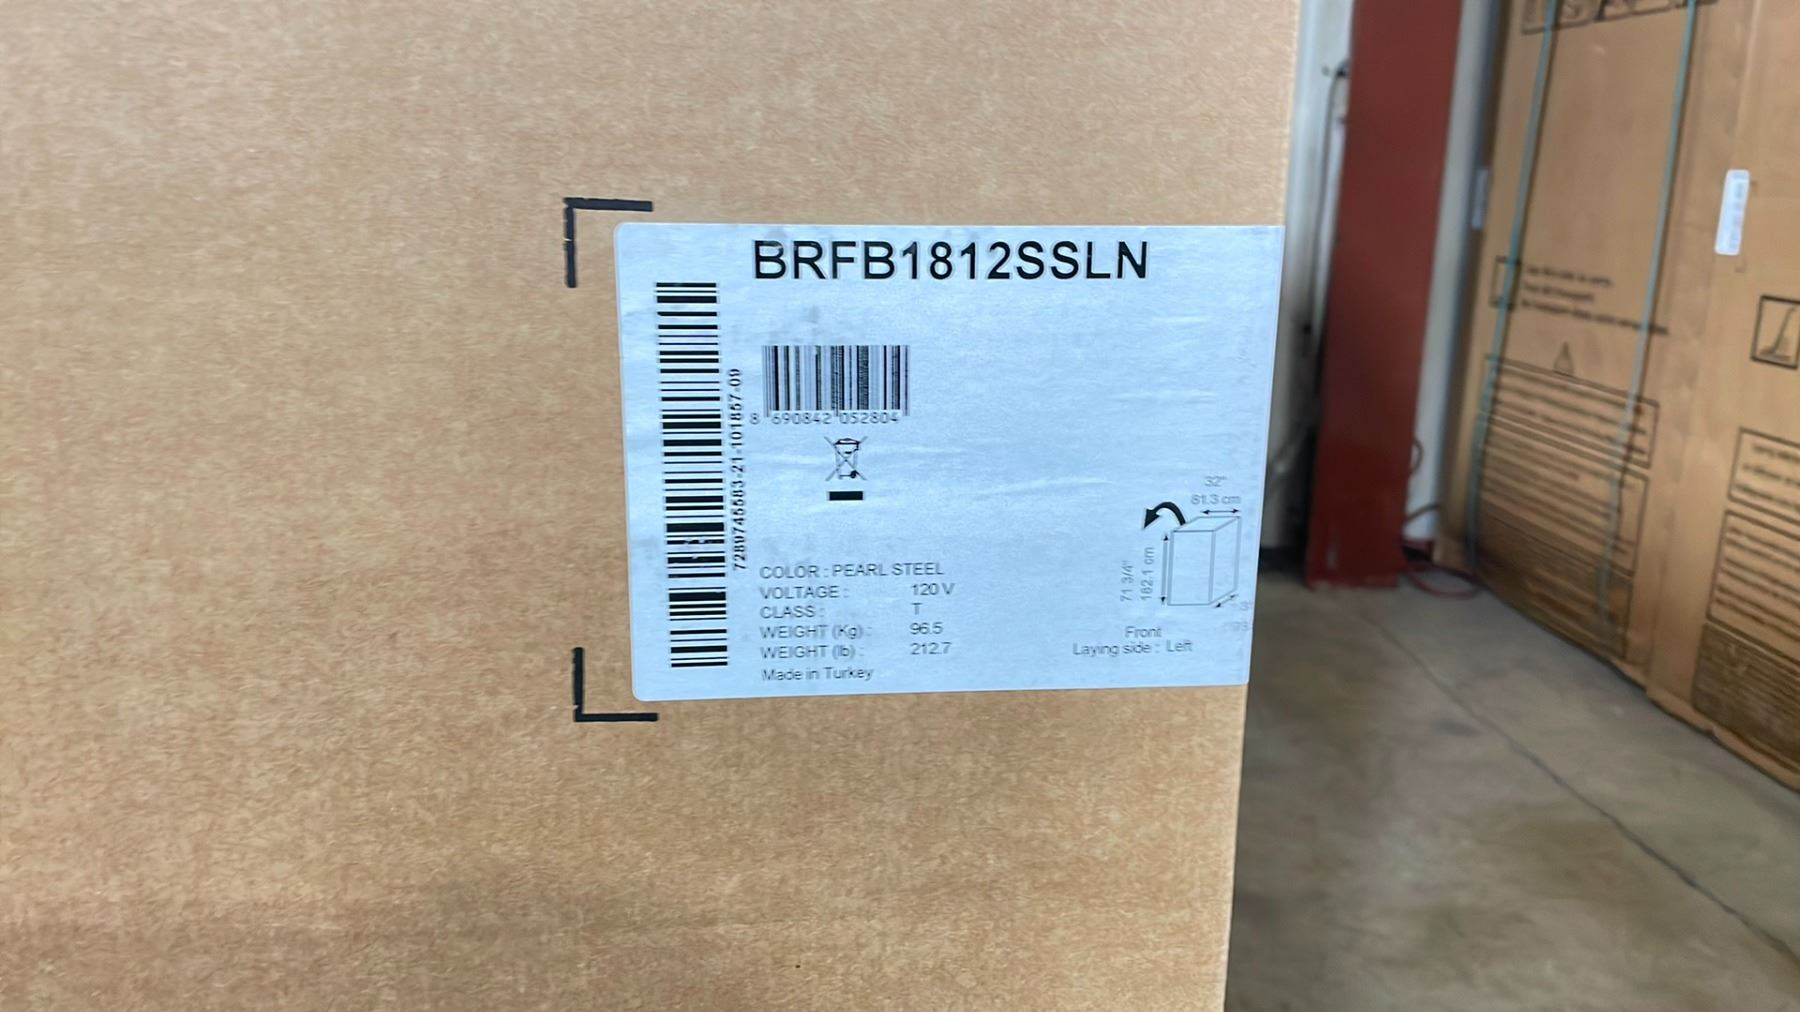 BRFB1812SSLN
7289745583-21-101857-09
8 690842 052804
COLOR : PEARL STEEL
VOLTAGE : 120 V
CLASS : T
WEIGHT (Kg) : 96.5
WEIGHT (lb) : 212.7
Made in Turkey
32"
81.3 cm
71 3/4"
182.1 cm
Front
Laying side : Left